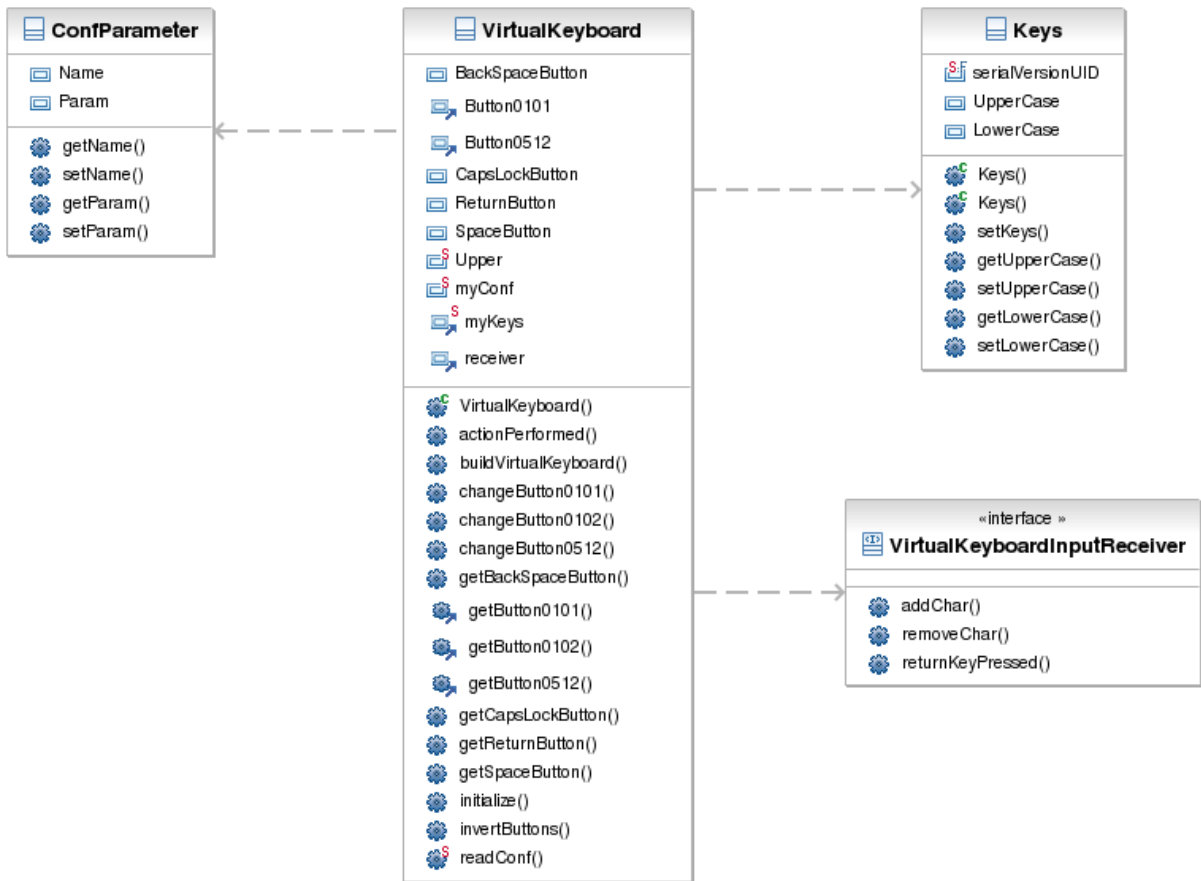 ConfParameter
Name
Param
getName()
setName()
getParam()
setParam()
VirtualKeyboard
BackSpaceButton
Button0101
Button0512
CapsLockButton
ReturnButton
SpaceButton
S Upper
S myConf
S myKeys
receiver
C VirtualKeyboard()
actionPerformed()
buildVirtualKeyboard()
changeButton0101()
changeButton0102()
changeButton0512()
getBackSpaceButton()
getButton0101()
getButton0102()
getButton0512()
getCapsLockButton()
getReturnButton()
getSpaceButton()
initialize()
invertButtons()
S readConf()
Keys
S F serialVersionUID
UpperCase
LowerCase
C Keys()
C Keys()
setKeys()
getUpperCase()
setUpperCase()
getLowerCase()
setLowerCase()
«interface »
I VirtualKeyboardInputReceiver
addChar()
removeChar()
returnKeyPressed()